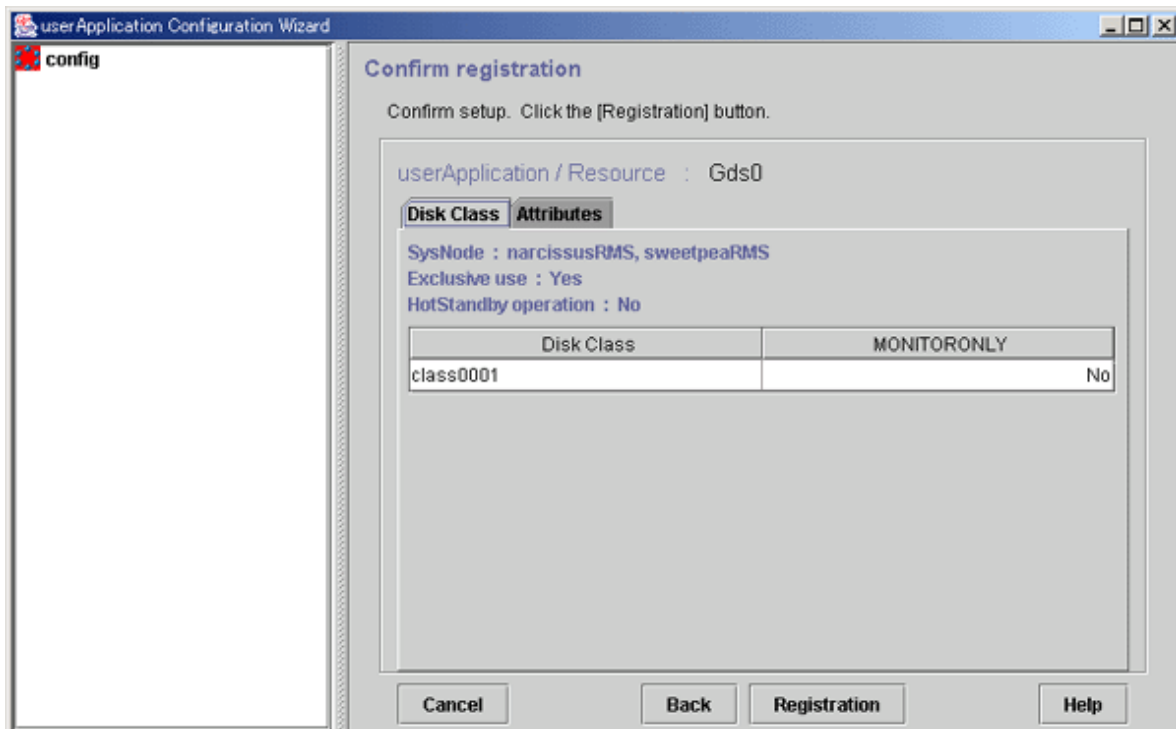 userApplication Configuration Wizard
config
Confirm registration
Confirm setup. Click the [Registration] button.
userApplication / Resource : Gds0
Disk Class Attributes
SysNode : narcissusRMS, sweetpeaRMS
Exclusive use : Yes
HotStandby operation : No
Disk Class MONITORONLY
class0001 No
Cancel Back Registration Help